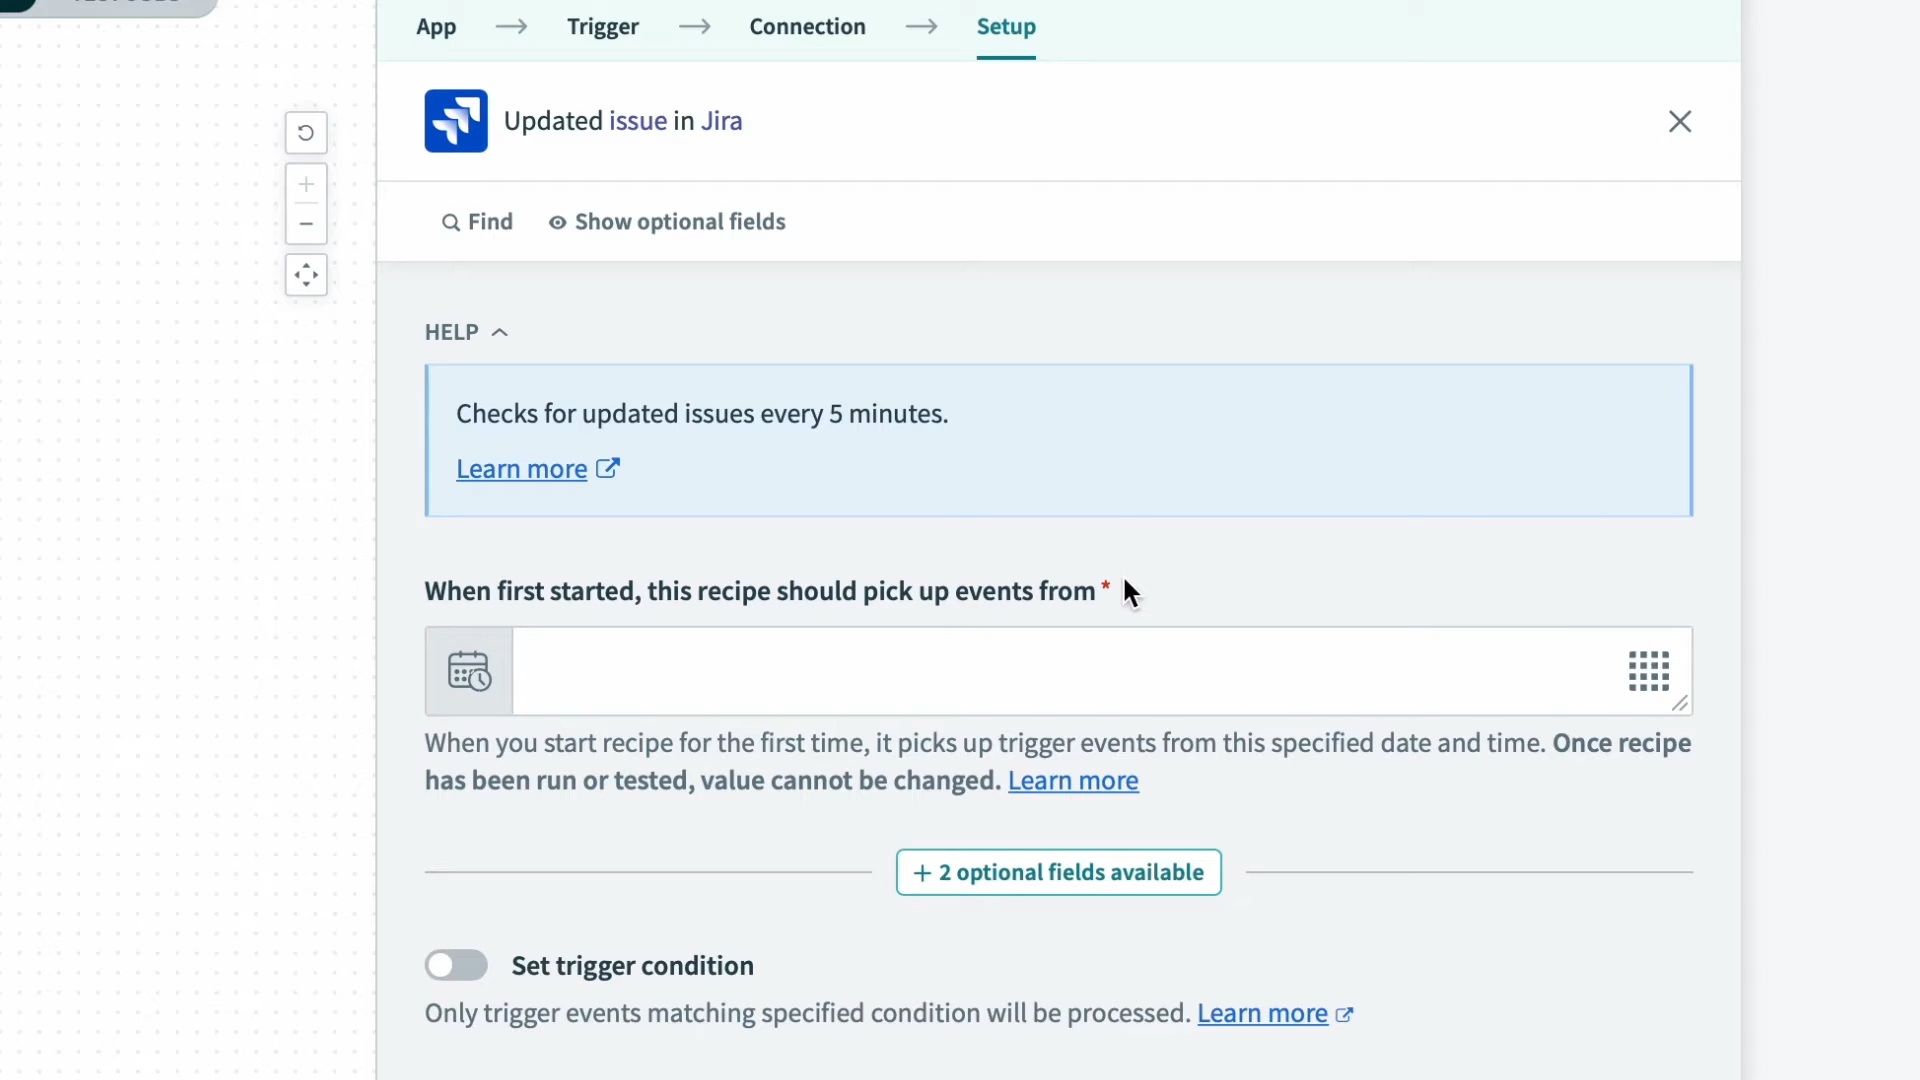 App → Trigger → Connection → Setup
Updated issue in Jira
Find Show optional fields
HELP
Checks for updated issues every 5 minutes.
Learn more
When first started, this recipe should pick up events from *
When you start recipe for the first time, it picks up trigger events from this specified date and time. Once recipe
has been run or tested, value cannot be changed. Learn more
+ 2 optional fields available
Set trigger condition
Only trigger events matching specified condition will be processed. Learn more